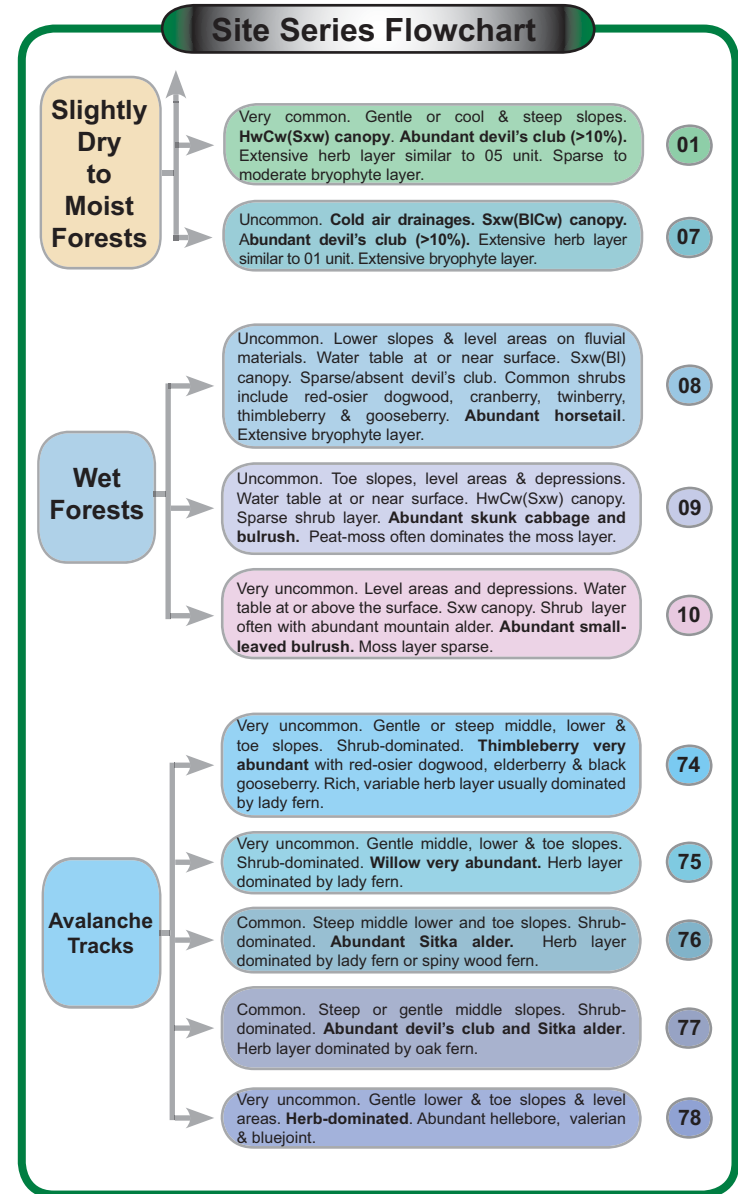 Site Series Flowchart
Slightly
Dry
to
Moist
Forests
Very common. Gentle or cool & steep slopes.
HwCw(Sxw) canopy. Abundant devil's club (>10%).
Extensive herb layer similar to 05 unit. Sparse to
moderate bryophyte layer.
01
Uncommon. Cold air drainages. Sxw(BlCw) canopy.
Abundant devil's club (>10%). Extensive herb layer
similar to 01 unit. Extensive bryophyte layer.
07
Wet
Forests
Uncommon. Lower slopes & level areas on fluvial
materials. Water table at or near surface. Sxw(Bl)
canopy. Sparse/absent devil's club. Common shrubs
include red-osier dogwood, cranberry, twinberry,
thimbleberry & gooseberry. Abundant horsetail.
Extensive bryophyte layer.
08
Uncommon. Toe slopes, level areas & depressions.
Water table at or near surface. HwCw(Sxw) canopy.
Sparse shrub layer. Abundant skunk cabbage and
bulrush. Peat-moss often dominates the moss layer.
09
Very uncommon. Level areas and depressions. Water
table at or above the surface. Sxw canopy. Shrub layer
often with abundant mountain alder. Abundant small-
leaved bulrush. Moss layer sparse.
10
Avalanche
Tracks
Very uncommon. Gentle or steep middle, lower &
toe slopes. Shrub-dominated. Thimbleberry very
abundant with red-osier dogwood, elderberry & black
gooseberry. Rich, variable herb layer usually dominated
by lady fern.
74
Very uncommon. Gentle middle, lower & toe slopes.
Shrub-dominated. Willow very abundant. Herb layer
dominated by lady fern.
75
Common. Steep middle lower and toe slopes. Shrub-
dominated. Abundant Sitka alder. Herb layer
dominated by lady fern or spiny wood fern.
76
Common. Steep or gentle middle slopes. Shrub-
dominated. Abundant devil's club and Sitka alder.
Herb layer dominated by oak fern.
77
Very uncommon. Gentle lower & toe slopes & level
areas. Herb-dominated. Abundant hellebore, valerian
& bluejoint.
78